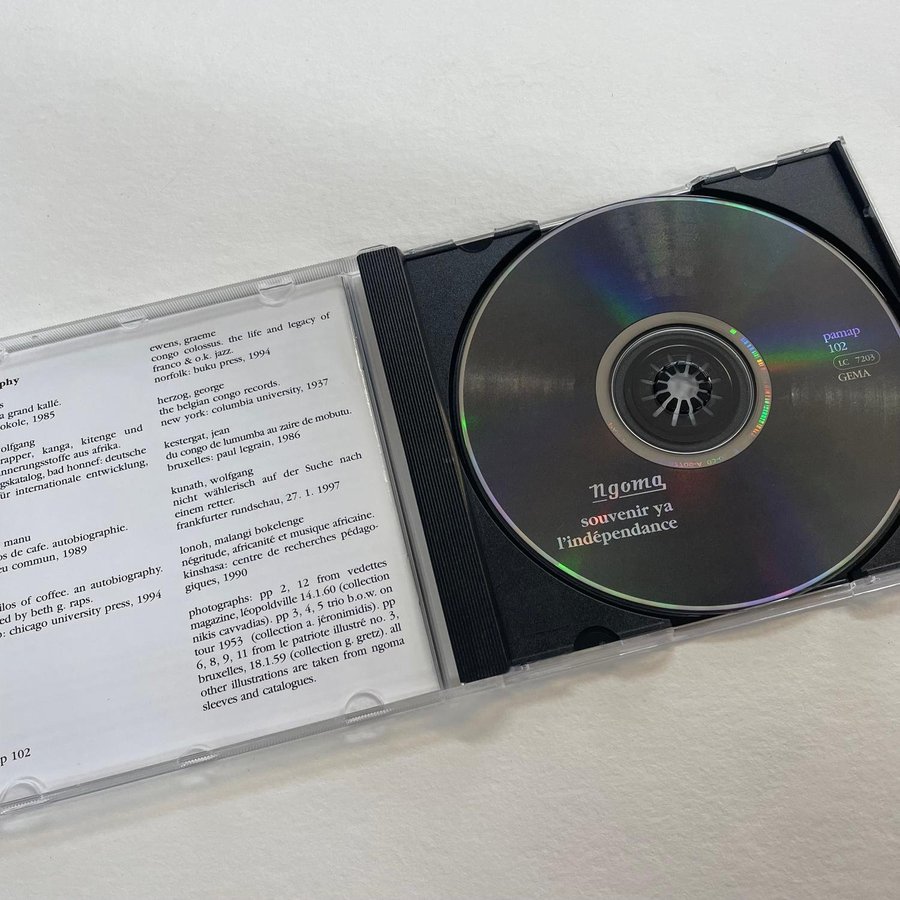 phy
a grand kallé.
okole, 1985
olfgang
rapper, kanga, kitenge und
nnerungsstoffe aus afrika.
gskatalog, bad honnef: deutsche
für internationale entwicklung,
manu
os de cafe. autobiographie.
eu commun, 1989
ilos of coffee. an autobiography.
ed by beth g. raps.
o: chicago university press, 1994
p 102
ewens, graeme
congo colossus. the life and legacy of
franco & o.k. jazz.
norfolk: buku press, 1994
herzog, george
the belgian congo records.
new york: columbia university, 1937
kestergat, jean
du congo de lumumba au zaire de mobutu.
bruxelles: paul legrain, 1986
kunath, wolfgang
nicht wählerisch auf der Suche nach
einem retter.
frankfurter rundschau, 27. 1. 1997
lonoh, malangi bokelenge
négritude, africanité et musique africaine.
kinshasa: centre de recherches pédago-
giques, 1990
photographs: pp 2, 12 from vedettes
magazine, léopoldville 14.1.60 (collection
nikis cavvadias). pp 3, 4, 5 trio b.o.w. on
tour 1953 (collection a. jéronimidis). pp
6, 8, 9, 11 from le patriote illustré no. 3,
bruxelles, 18.1.59 (collection g. gretz). all
other illustrations are taken from ngoma
sleeves and catalogues.
pamap
102
LC 7203
GEMA
ngoma
souvenir ya
l'indépendance